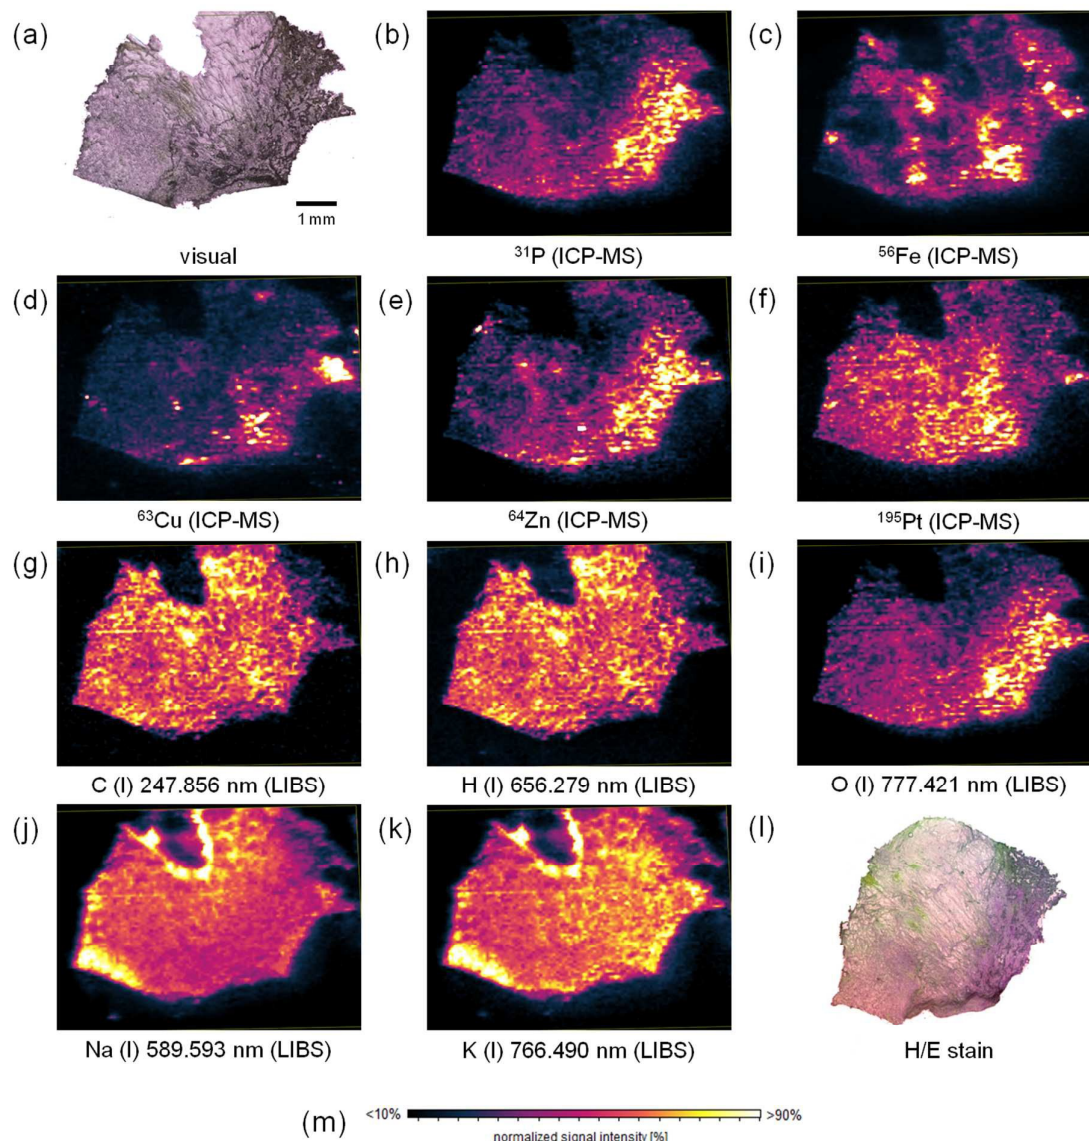 (a)
(b)
(c)
1 mm
visual
³¹P (ICP-MS)
⁵⁶Fe (ICP-MS)
(d)
(e)
(f)
⁶³Cu (ICP-MS)
⁶⁴Zn (ICP-MS)
¹⁹⁵Pt (ICP-MS)
(g)
(h)
(i)
C (I) 247.856 nm (LIBS)
H (I) 656.279 nm (LIBS)
O (I) 777.421 nm (LIBS)
(j)
(k)
(l)
Na (I) 589.593 nm (LIBS)
K (I) 766.490 nm (LIBS)
H/E stain
(m)
<10%
>90%
normalized signal intensity [%]